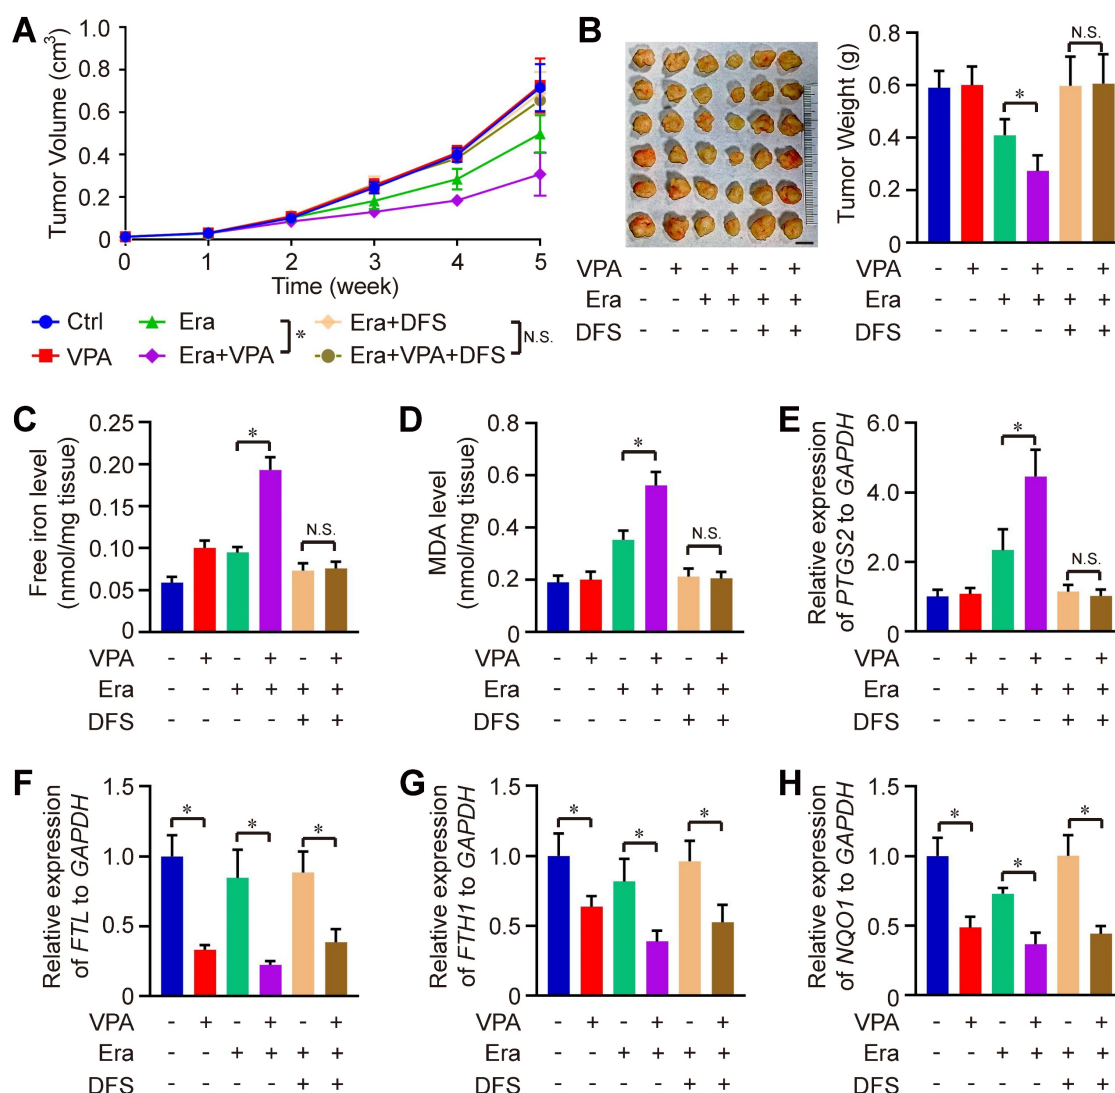 A
Tumor Volume (cm³)
1.0
0.8
0.6
0.4
0.2
0
0 1 2 3 4 5
Time (week)
Ctrl
VPA
Era
Era+VPA
*
Era+DFS
Era+VPA+DFS
N.S.
B
VPA - + - + - +
Era - - + + + +
DFS - - - - + +
Tumor Weight (g)
0.8
0.6
0.4
0.2
0
*
N.S.
VPA - + - + - +
Era - - + + + +
DFS - - - - + +
C
Free iron level
(nmol/mg tissue)
0.25
0.20
0.15
0.10
0.05
0
*
N.S.
VPA - + - + - +
Era - - + + + +
DFS - - - - + +
D
MDA level
(nmol/mg tissue)
0.8
0.6
0.4
0.2
0
*
N.S.
VPA - + - + - +
Era - - + + + +
DFS - - - - + +
E
Relative expression
of PTGS2 to GAPDH
6.0
4.0
2.0
0
*
N.S.
VPA - + - + - +
Era - - + + + +
DFS - - - - + +
F
Relative expression
of FTL to GAPDH
1.5
1.0
0.5
0
* * *
VPA - + - + - +
Era - - + + + +
DFS - - - - + +
G
Relative expression
of FTH1 to GAPDH
1.5
1.0
0.5
0
* * *
VPA - + - + - +
Era - - + + + +
DFS - - - - + +
H
Relative expression
of NQO1 to GAPDH
1.5
1.0
0.5
0
* * *
VPA - + - + - +
Era - - + + + +
DFS - - - - + +